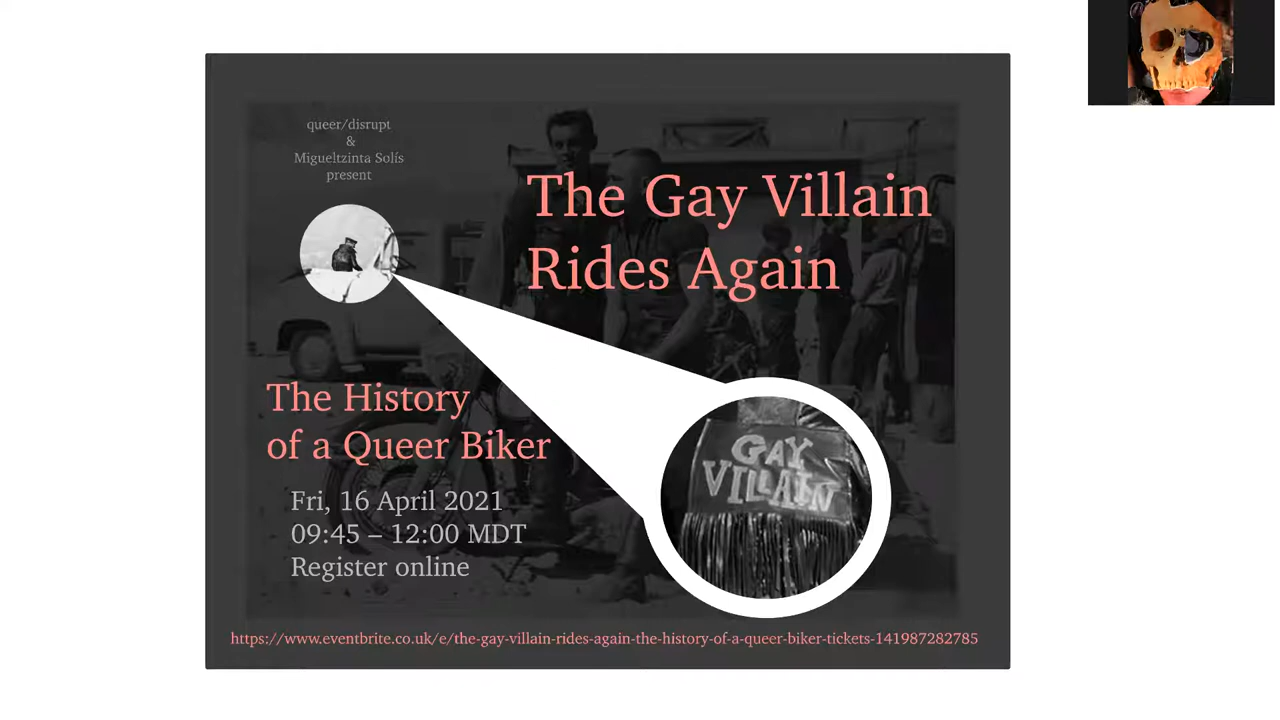 queer/disrupt
&
Migueltzinta Solís
present
The Gay Villain
Rides Again
The History
of a Queer Biker
Fri, 16 April 2021
09:45 – 12:00 MDT
Register online
GAY
VILLAIN
https://www.eventbrite.co.uk/e/the-gay-villain-rides-again-the-history-of-a-queer-biker-tickets-141987282785